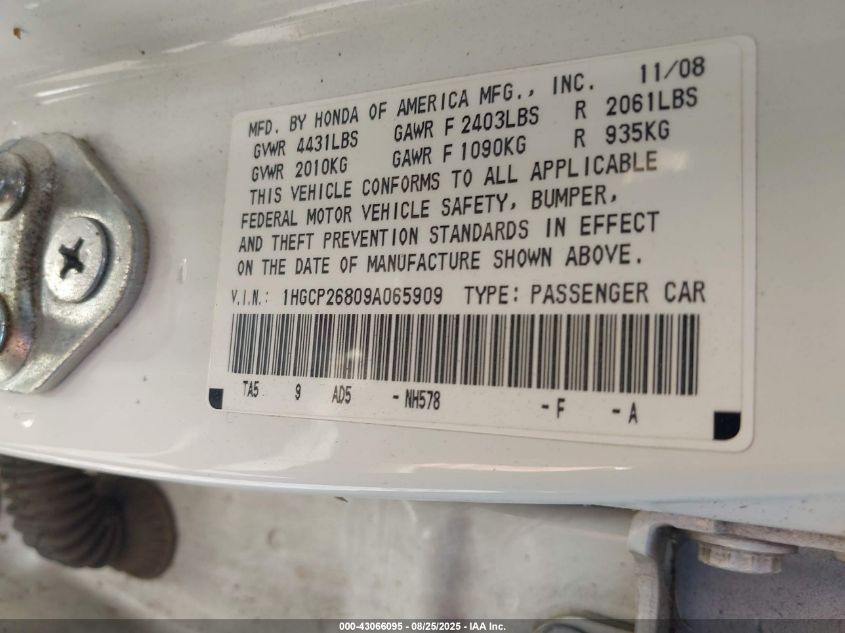 MFD. BY HONDA OF AMERICA MFG., INC. 11/08
GVWR 4431LBS GAWR F 2403LBS R 2061LBS
GVWR 2010KG GAWR F 1090KG R 935KG
THIS VEHICLE CONFORMS TO ALL APPLICABLE
FEDERAL MOTOR VEHICLE SAFETY, BUMPER,
AND THEFT PREVENTION STANDARDS IN EFFECT
ON THE DATE OF MANUFACTURE SHOWN ABOVE.
V.I.N.: 1HGCP26809A065909 TYPE: PASSENGER CAR
TA5 9 AD5 -NH578 -F -A
000-43066095 - 08/25/2025 - IAA Inc.